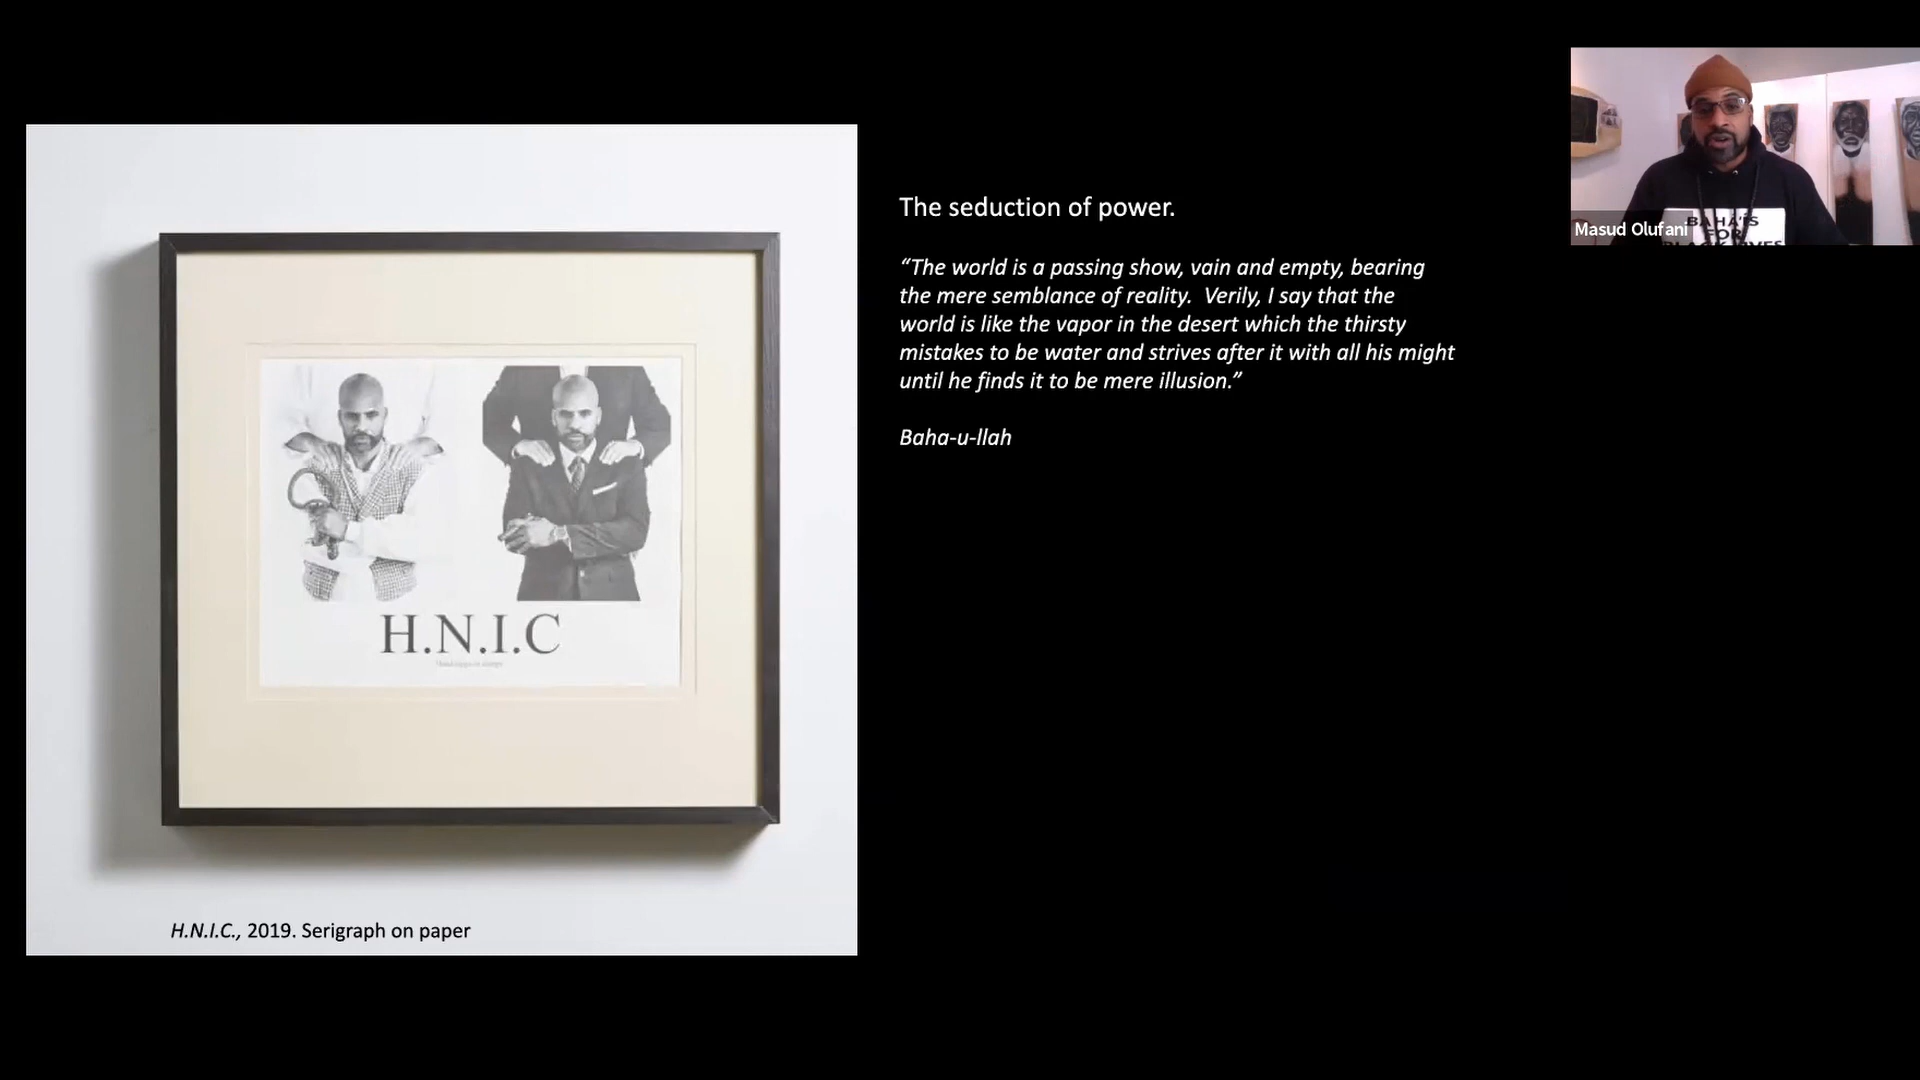 The seduction of power.
“The world is a passing show, vain and empty, bearing
the mere semblance of reality.  Verily, I say that the
world is like the vapor in the desert which the thirsty
mistakes to be water and strives after it with all his might
until he finds it to be mere illusion.”
Baha-u-llah
H.N.I.C
H.N.I.C., 2019. Serigraph on paper
BAHÁ'ÍS
FOR
Masud Olufani